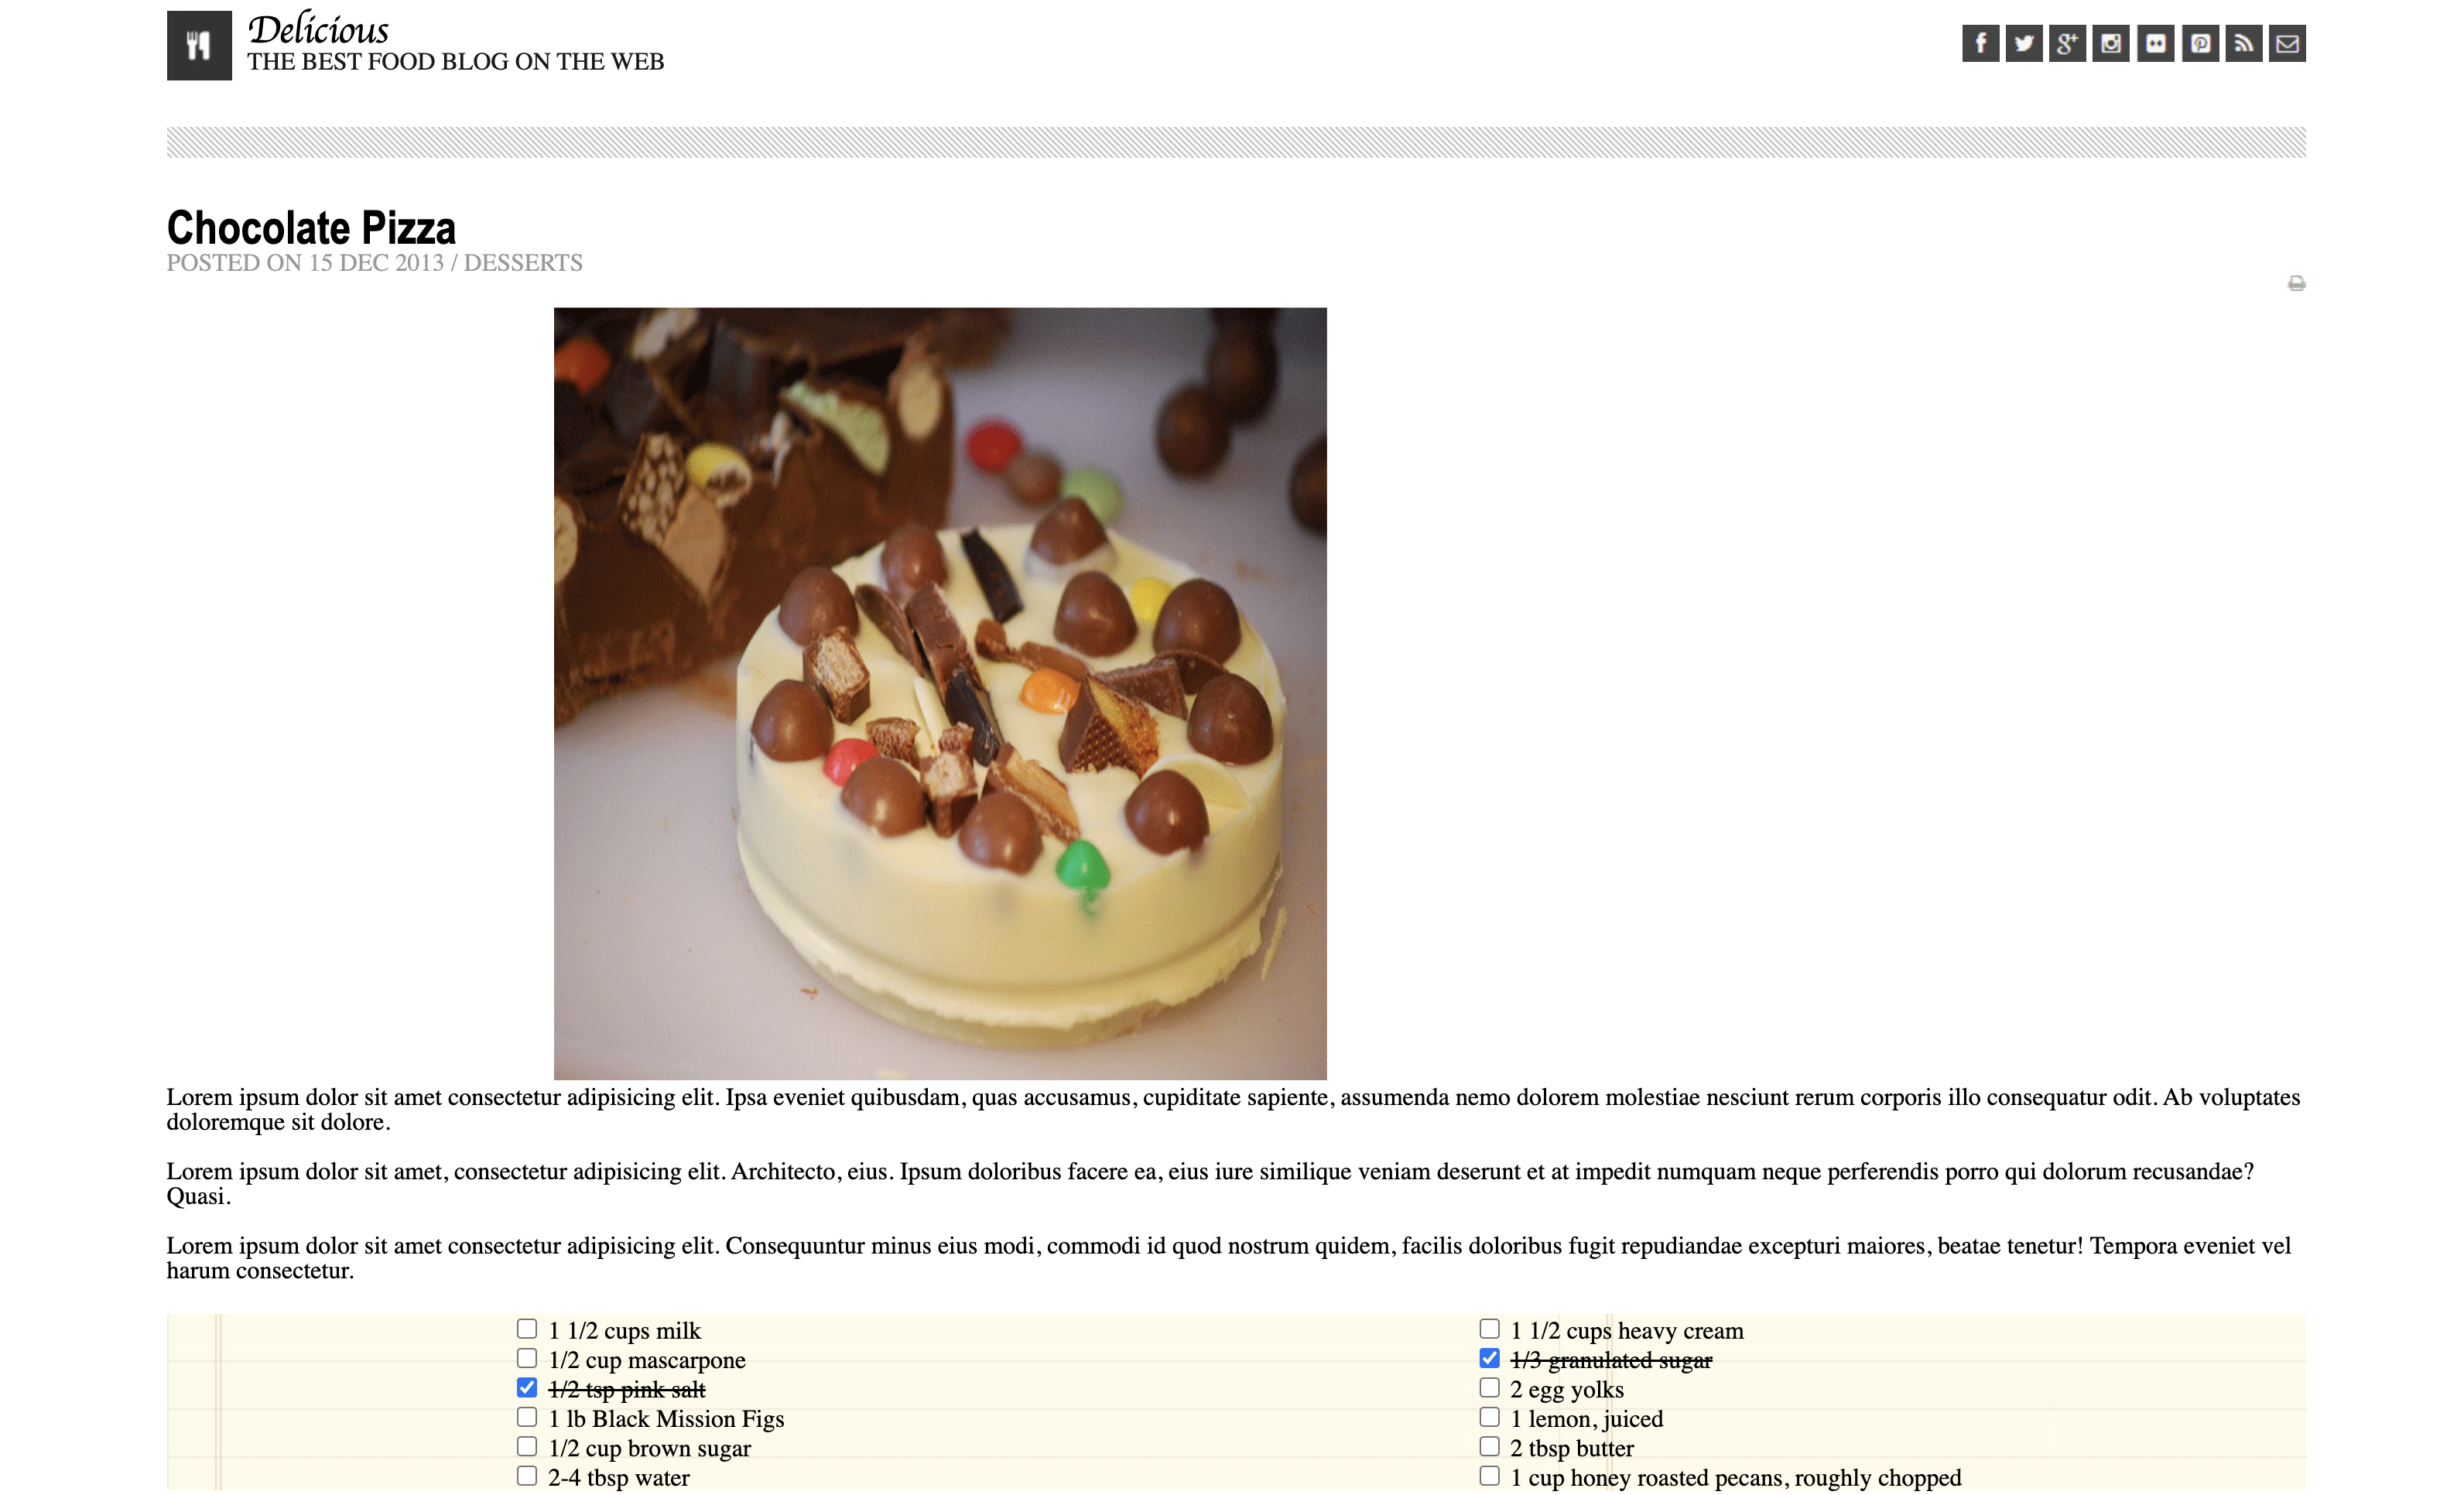 Delicious
THE BEST FOOD BLOG ON THE WEB
Chocolate Pizza
POSTED ON 15 DEC 2013 / DESSERTS
Lorem ipsum dolor sit amet consectetur adipisicing elit. Ipsa eveniet quibusdam, quas accusamus, cupiditate sapiente, assumenda nemo dolorem molestiae nesciunt rerum corporis illo consequatur odit. Ab voluptates
doloremque sit dolore.
Lorem ipsum dolor sit amet, consectetur adipisicing elit. Architecto, eius. Ipsum doloribus facere ea, eius iure similique veniam deserunt et at impedit numquam neque perferendis porro qui dolorum recusandae?
Quasi.
Lorem ipsum dolor sit amet consectetur adipisicing elit. Consequuntur minus eius modi, commodi id quod nostrum quidem, facilis doloribus fugit repudiandae excepturi maiores, beatae tenetur! Tempora eveniet vel
harum consectetur.
1 1/2 cups milk
1/2 cup mascarpone
1/2 tsp pink salt
1 lb Black Mission Figs
1/2 cup brown sugar
2-4 tbsp water
1 1/2 cups heavy cream
1/3 granulated sugar
2 egg yolks
1 lemon, juiced
2 tbsp butter
1 cup honey roasted pecans, roughly chopped